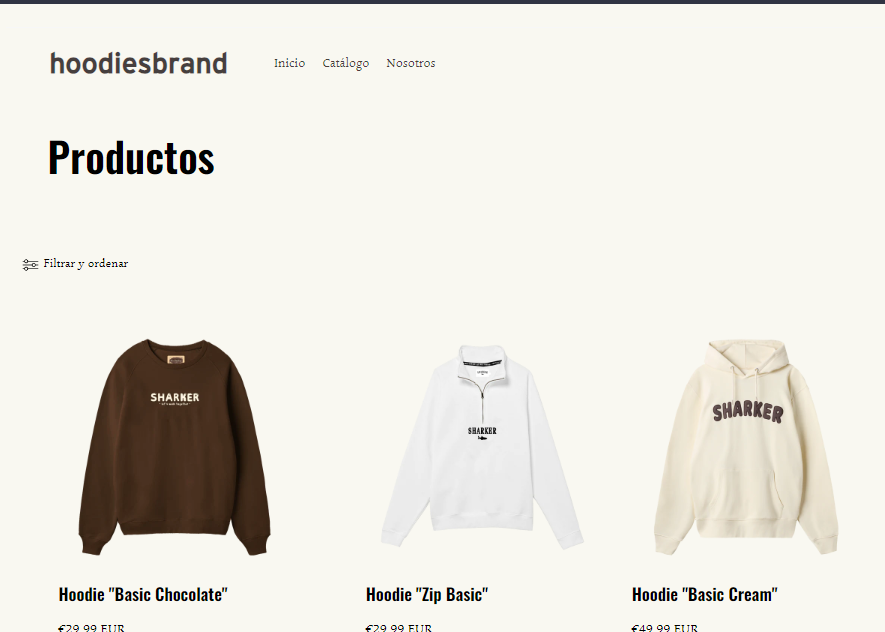 hoodiesbrand
Inicio Catálogo Nosotros
Productos
Filtrar y ordenar
SHARKER
SHARKER
SHARKER
Hoodie "Basic Chocolate" Hoodie "Zip Basic" Hoodie "Basic Cream"
€29,99 EUR €29,99 EUR €49,99 EUR